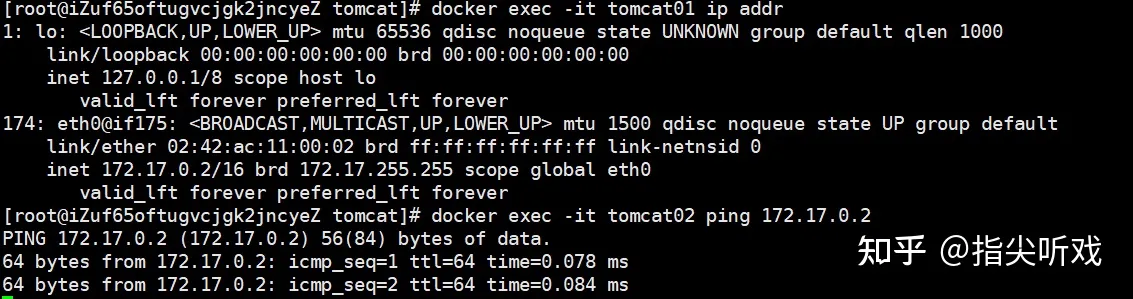 [root@iZuf65oftugvcjgk2jncyeZ tomcat]# docker exec -it tomcat01 ip addr
1: lo: <LOOPBACK,UP,LOWER_UP> mtu 65536 qdisc noqueue state UNKNOWN group default qlen 1000
    link/loopback 00:00:00:00:00:00 brd 00:00:00:00:00:00
    inet 127.0.0.1/8 scope host lo
       valid_lft forever preferred_lft forever
174: eth0@if175: <BROADCAST,MULTICAST,UP,LOWER_UP> mtu 1500 qdisc noqueue state UP group default
    link/ether 02:42:ac:11:00:02 brd ff:ff:ff:ff:ff:ff link-netnsid 0
    inet 172.17.0.2/16 brd 172.17.255.255 scope global eth0
       valid_lft forever preferred_lft forever
[root@iZuf65oftugvcjgk2jncyeZ tomcat]# docker exec -it tomcat02 ping 172.17.0.2
PING 172.17.0.2 (172.17.0.2) 56(84) bytes of data.
64 bytes from 172.17.0.2: icmp_seq=1 ttl=64 time=0.078 ms
64 bytes from 172.17.0.2: icmp_seq=2 ttl=64 time=0.084 ms
知乎 @指尖听戏